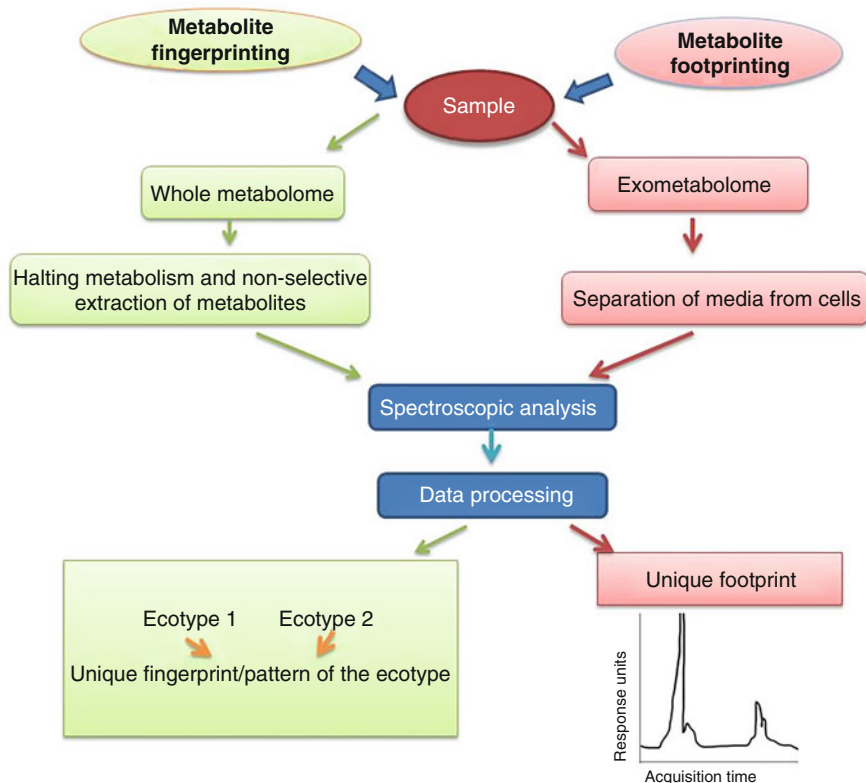 Metabolite
fingerprinting
Metabolite
footprinting
Sample
Whole metabolome
Exometabolome
Halting metabolism and non-selective
extraction of metabolites
Separation of media from cells
Spectroscopic analysis
Data processing
Ecotype 1
Ecotype 2
Unique fingerprint/pattern of the ecotype
Unique footprint
Response units
Acquisition time